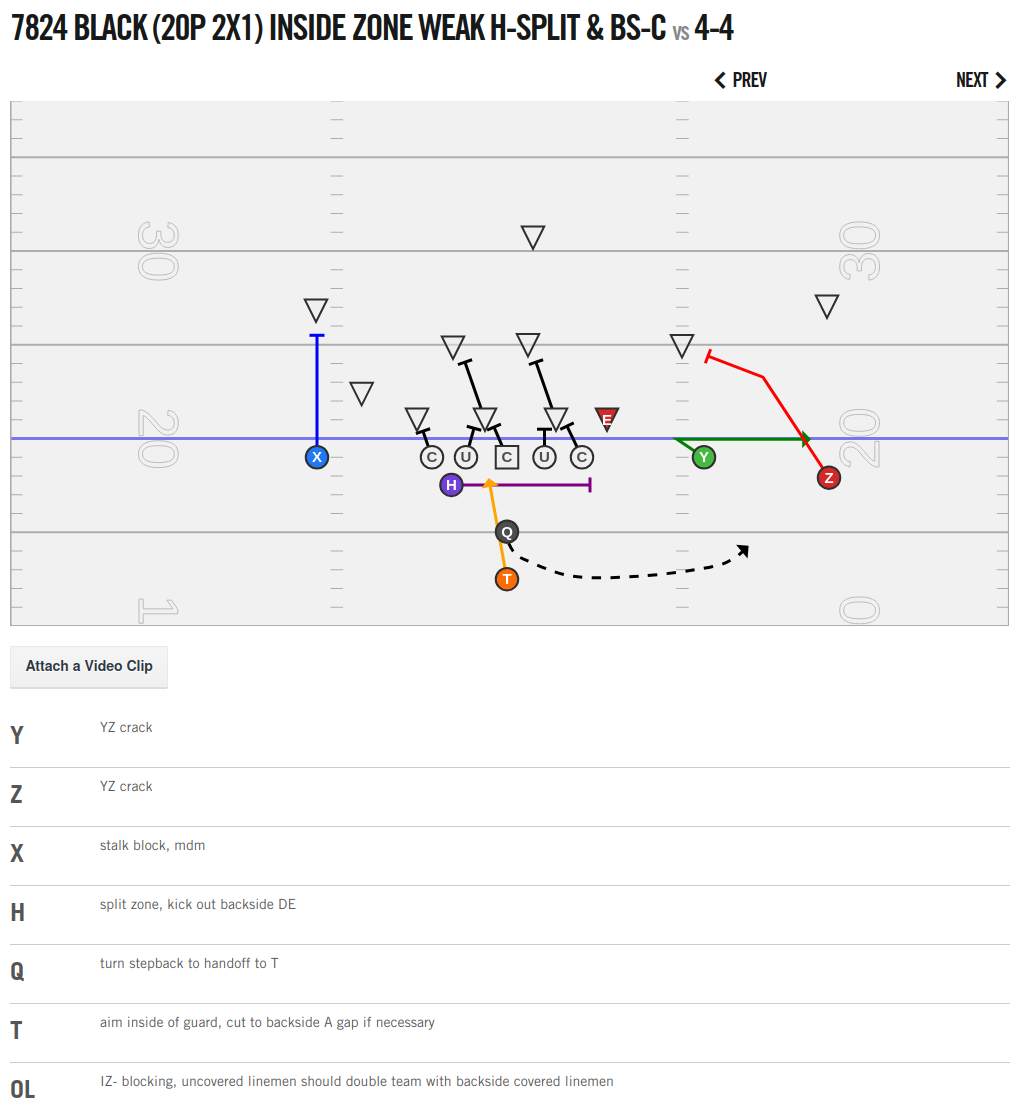 7824 BLACK (20P 2X1) INSIDE ZONE WEAK H-SPLIT & BS-C VS 4-4
PREV NEXT
30 30
20 20
E
X C U C U C Y
H Z
Q
T
1 0
Attach a Video Clip
Y YZ crack
Z YZ crack
X stalk block, mdm
H split zone, kick out backside DE
Q turn stepback to handoff to T
T aim inside of guard, cut to backside A gap if necessary
OL IZ- blocking, uncovered linemen should double team with backside covered linemen